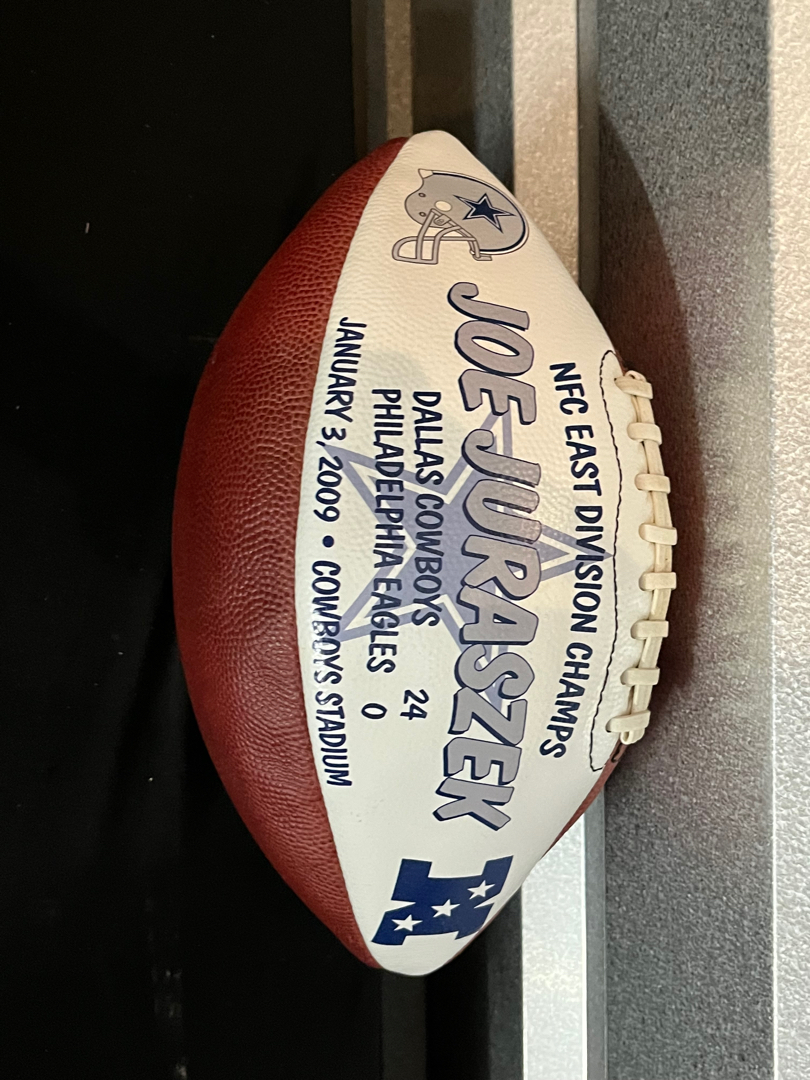 NFC EAST DIVISION CHAMPS
JOE JURASZEK
DALLAS COWBOYS 24
PHILADELPHIA EAGLES 0
JANUARY 3, 2009 • COWBOYS STADIUM
N